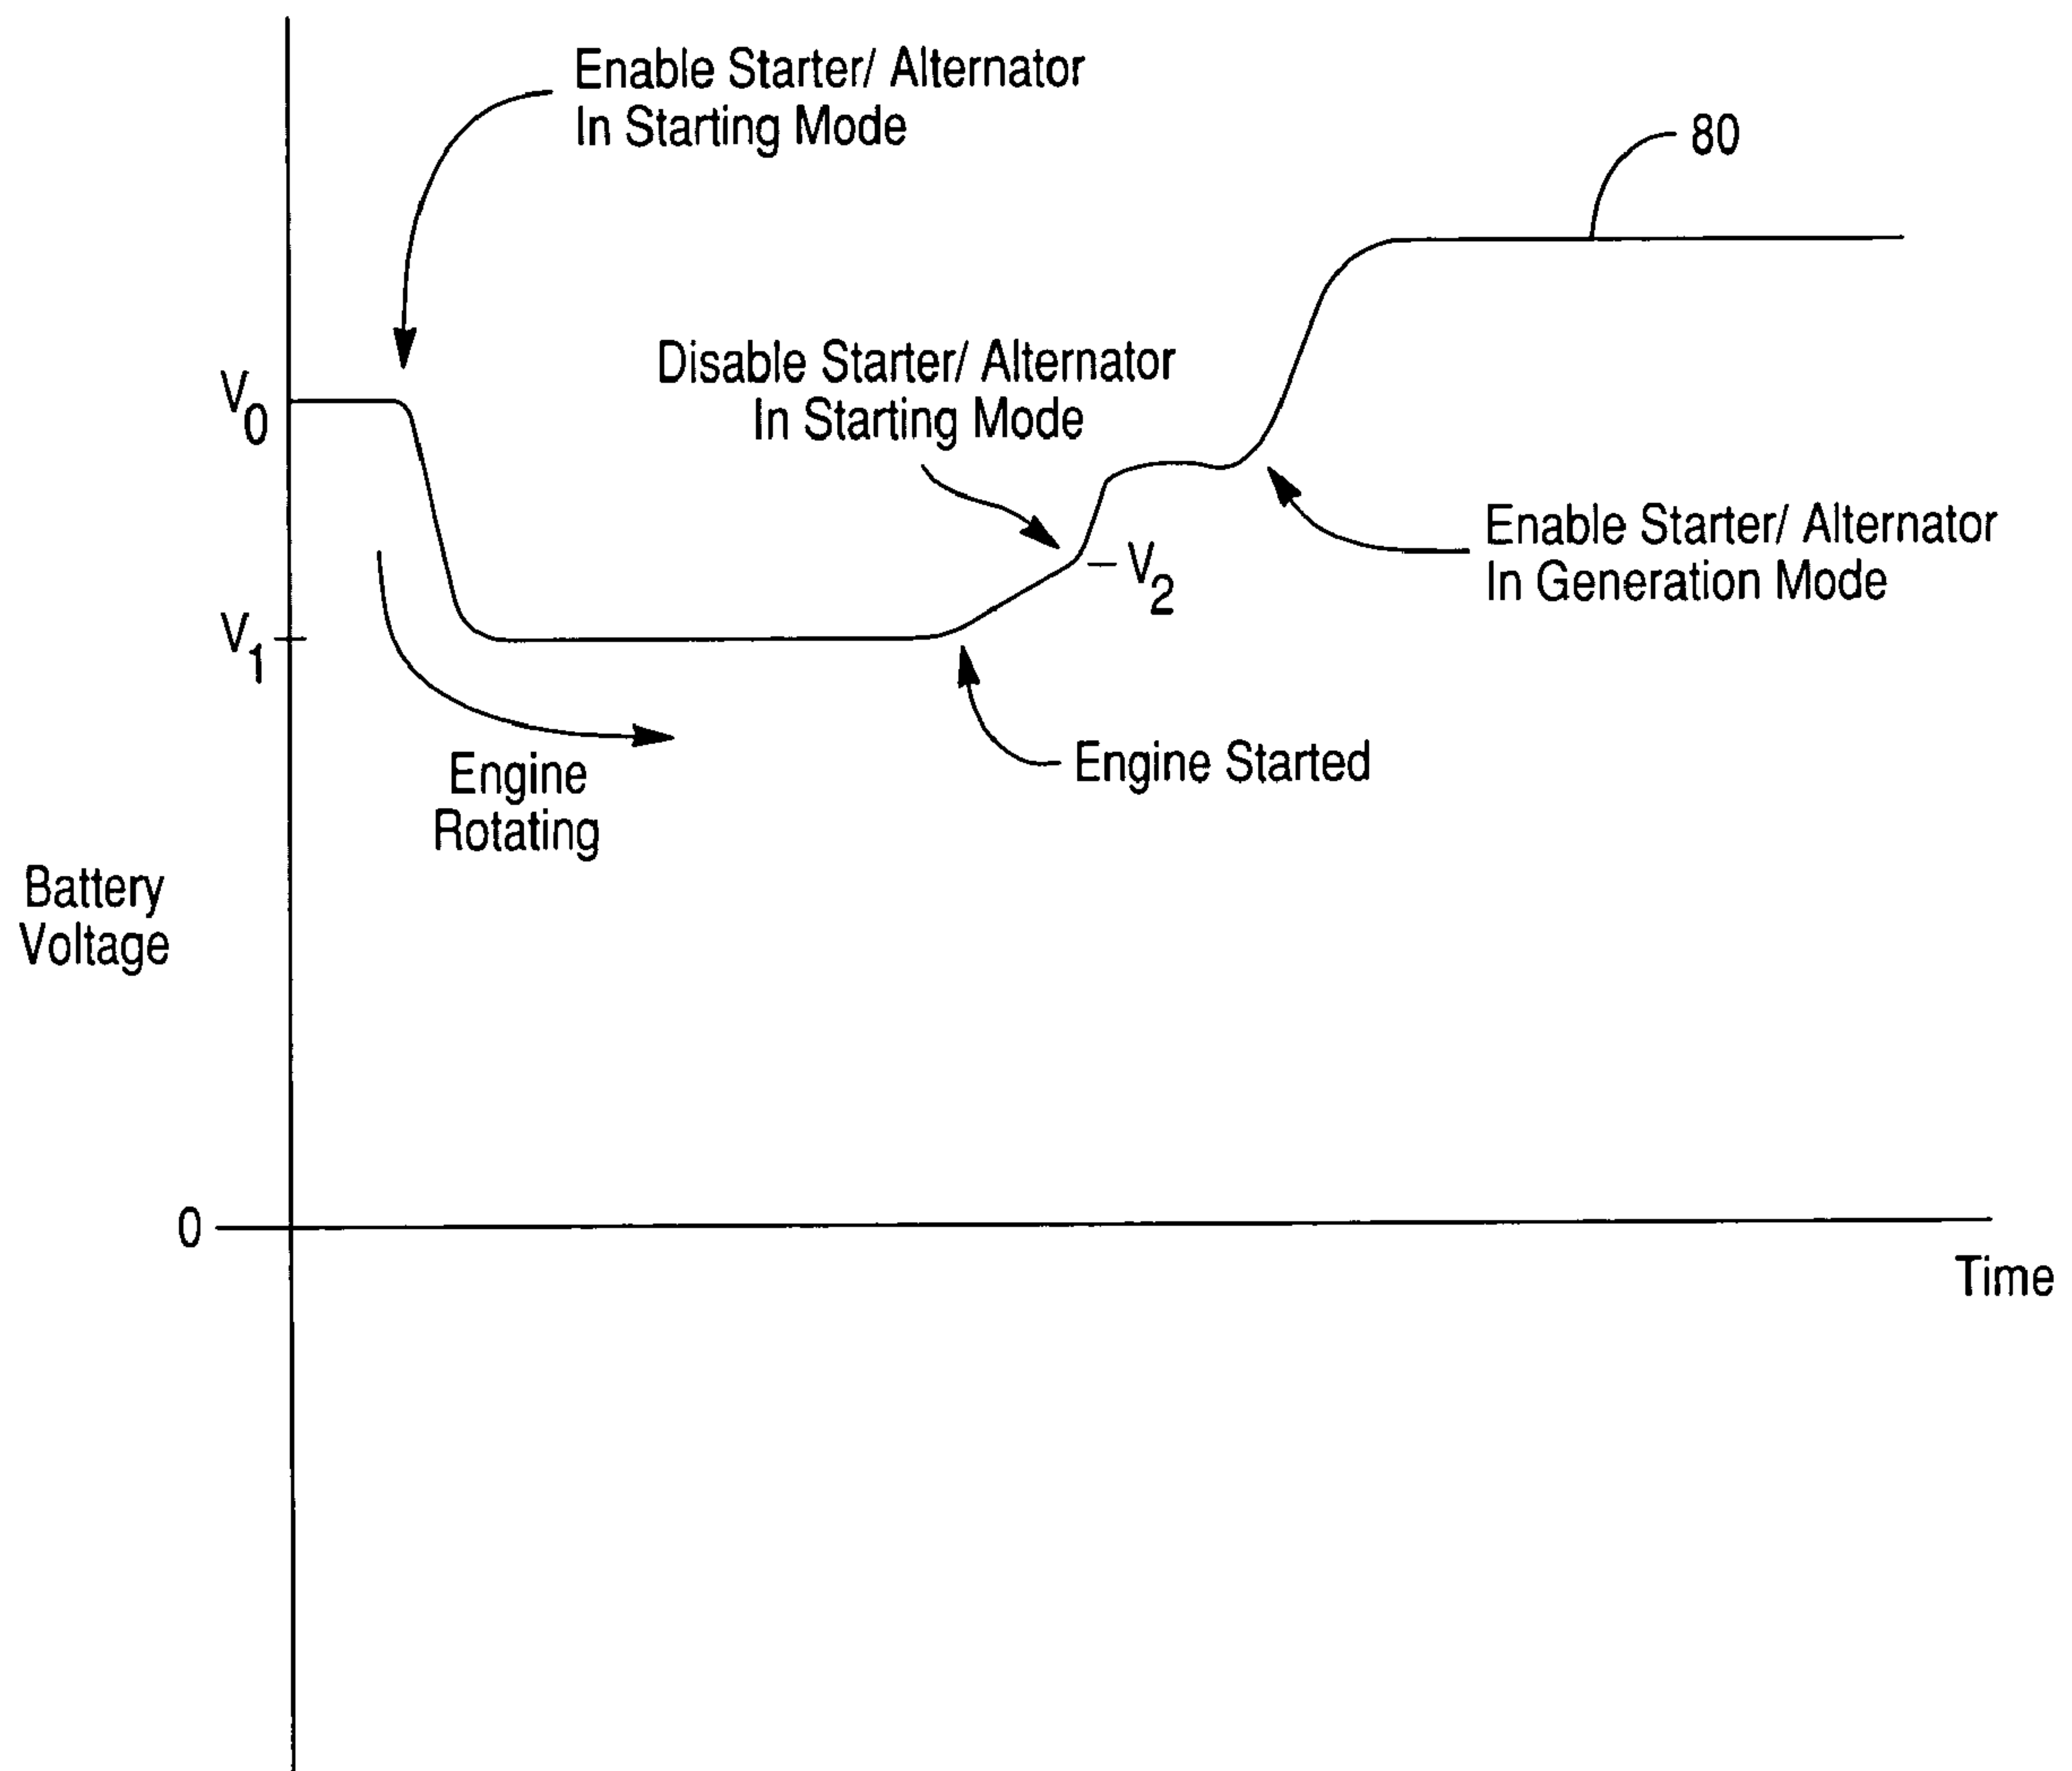 Enable Starter/ Alternator
In Starting Mode
80
Disable Starter/ Alternator
In Starting Mode
V0
Enable Starter/ Alternator
In Generation Mode
V2
V1
Engine Started
Engine
Rotating
Battery
Voltage
0
Time